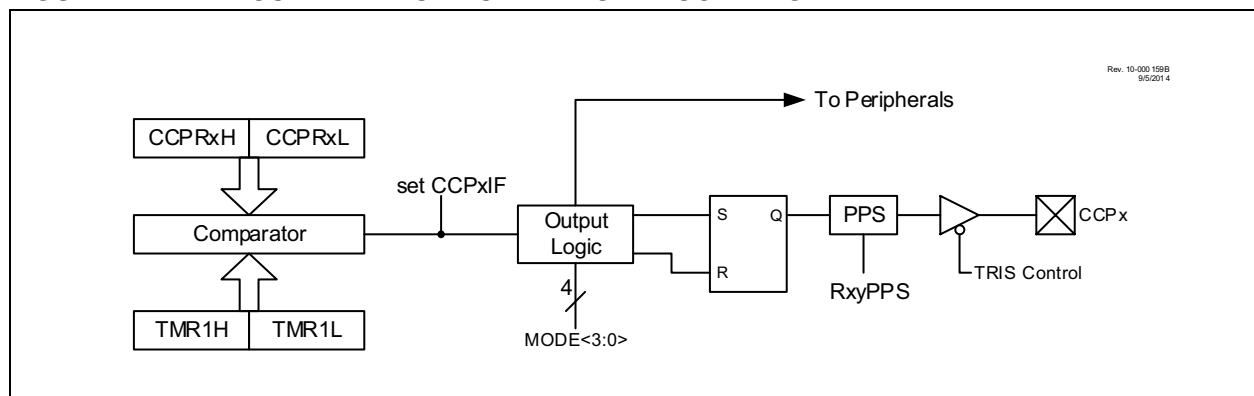 Rev. 10-000 159B
9/5/2014
To Peripherals
CCPRxH CCPRxL
set CCPxIF
Comparator
Output
Logic
S Q
R
PPS
CCPx
TRIS Control
RxyPPS
4
MODE<3:0>
TMR1H TMR1L